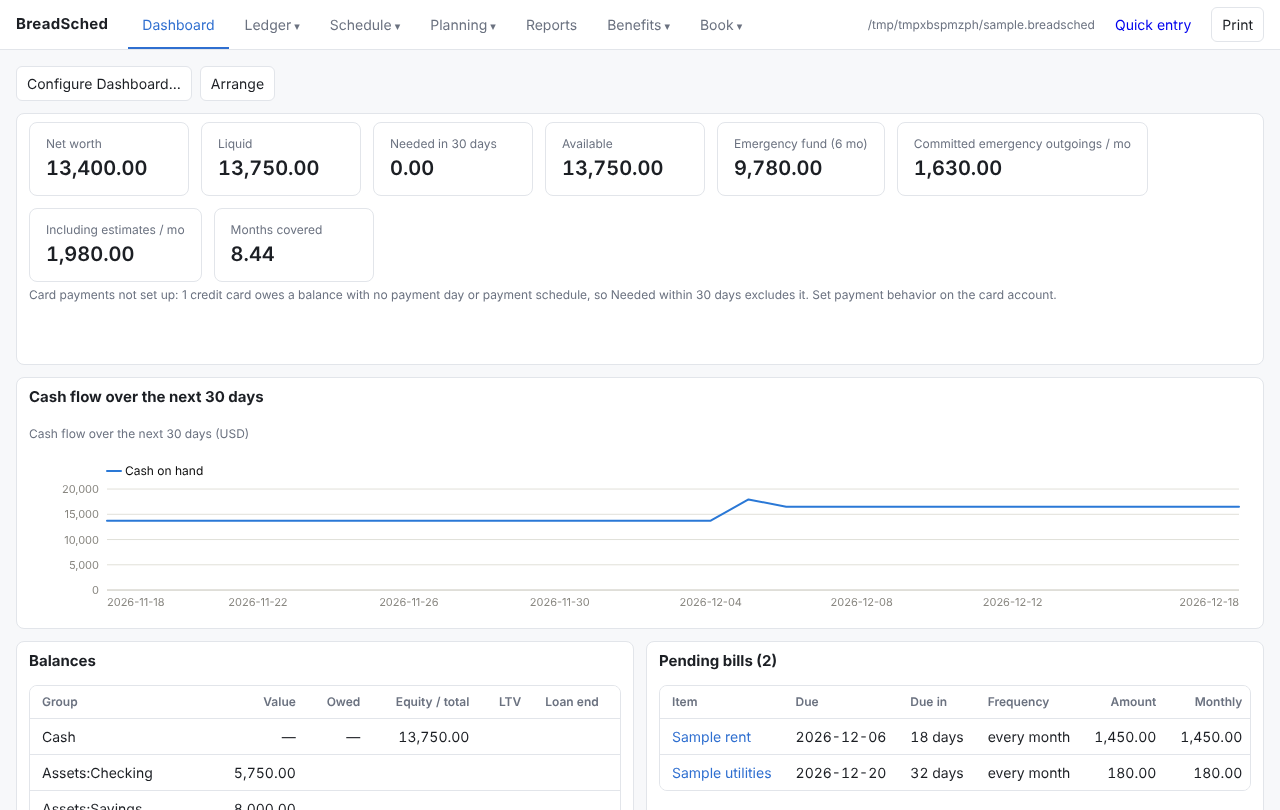 BreadSched Dashboard Ledger ▾ Schedule ▾ Planning ▾ Reports Benefits ▾ Book ▾ /tmp/tmpxbspmzph/sample.breadsched Quick entry Print
Configure Dashboard... Arrange
Net worth Liquid Needed in 30 days Available Emergency fund (6 mo) Committed emergency outgoings / mo
13,400.00 13,750.00 0.00 13,750.00 9,780.00 1,630.00
Including estimates / mo Months covered
1,980.00 8.44
Card payments not set up: 1 credit card owes a balance with no payment day or payment schedule, so Needed within 30 days excludes it. Set payment behavior on the card account.
Cash flow over the next 30 days
Cash flow over the next 30 days (USD)
Cash on hand
20,000
15,000
10,000
5,000
0
2026-11-18 2026-11-22 2026-11-26 2026-11-30 2026-12-04 2026-12-08 2026-12-12 2026-12-18
Balances
Group Value Owed Equity / total LTV Loan end
Cash — — 13,750.00
Assets:Checking 5,750.00
Assets:Savings 8,000.00
Pending bills (2)
Item Due Due in Frequency Amount Monthly
Sample rent 2026-12-06 18 days every month 1,450.00 1,450.00
Sample utilities 2026-12-20 32 days every month 180.00 180.00